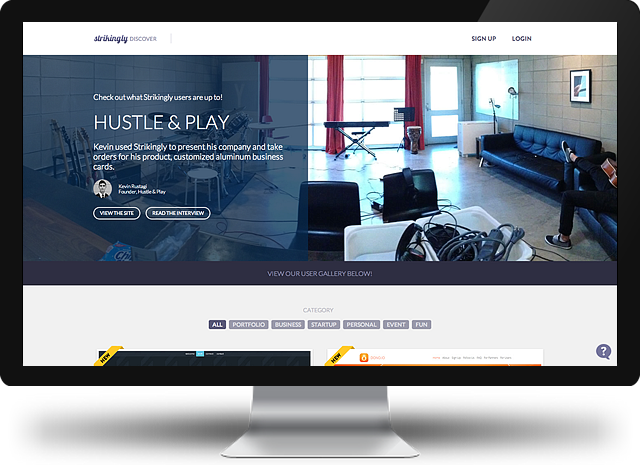 strikingly DISCOVER
SIGN UP LOGIN
Check out what Strikingly users are up to!
HUSTLE & PLAY
Kevin used Strikingly to present his company and take
orders for his product, customized aluminum business
cards.
Kevin Rustagi
Founder, Hustle & Play
VIEW THE SITE READ THE INTERVIEW
VIEW OUR USER GALLERY BELOW!
CATEGORY
ALL PORTFOLIO BUSINESS STARTUP PERSONAL EVENT FUN
NEW NEW
?